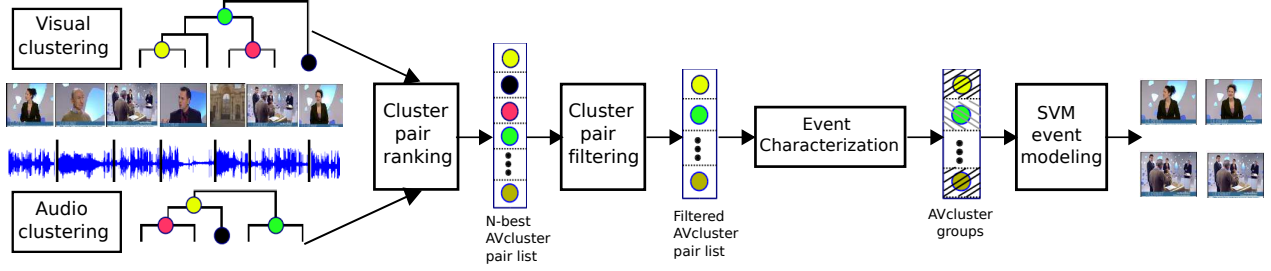 Visual
clustering
Audio
clustering
Cluster
pair
ranking
N-best
AVcluster
pair list
Cluster
pair
filtering
Filtered
AVcluster
pair list
Event
Characterization
AVcluster
groups
SVM
event
modeling